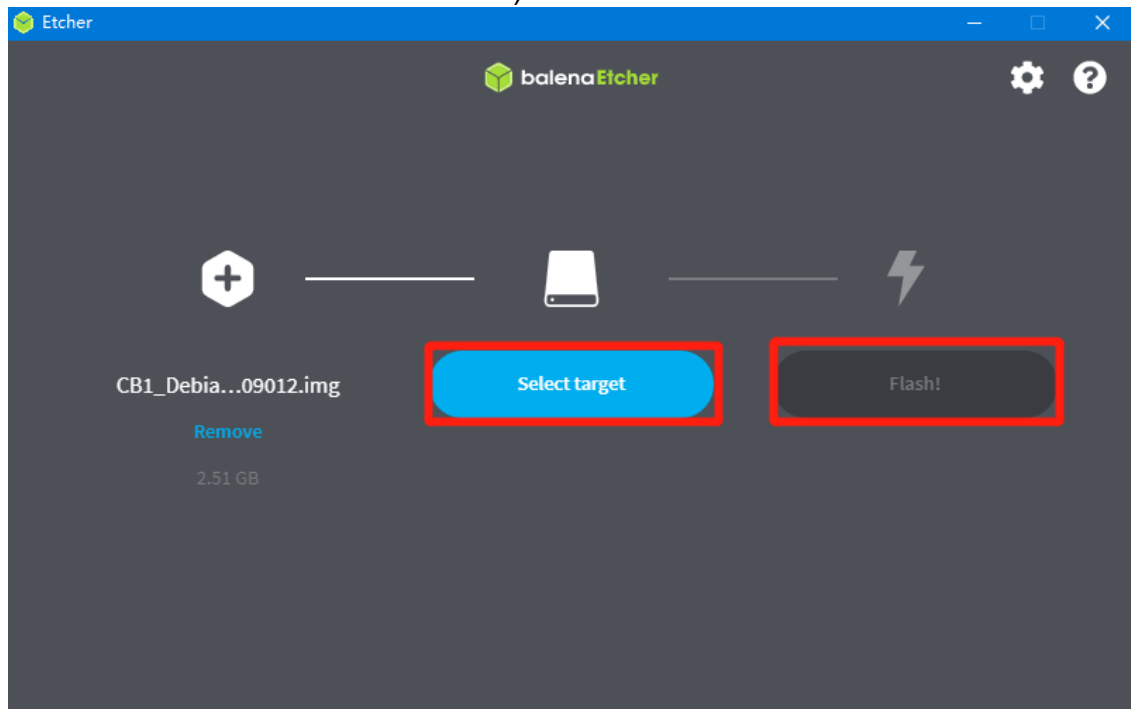 Etcher
balenaEtcher
CB1_Debia...09012.img
Select target
Flash!
Remove
2.51 GB